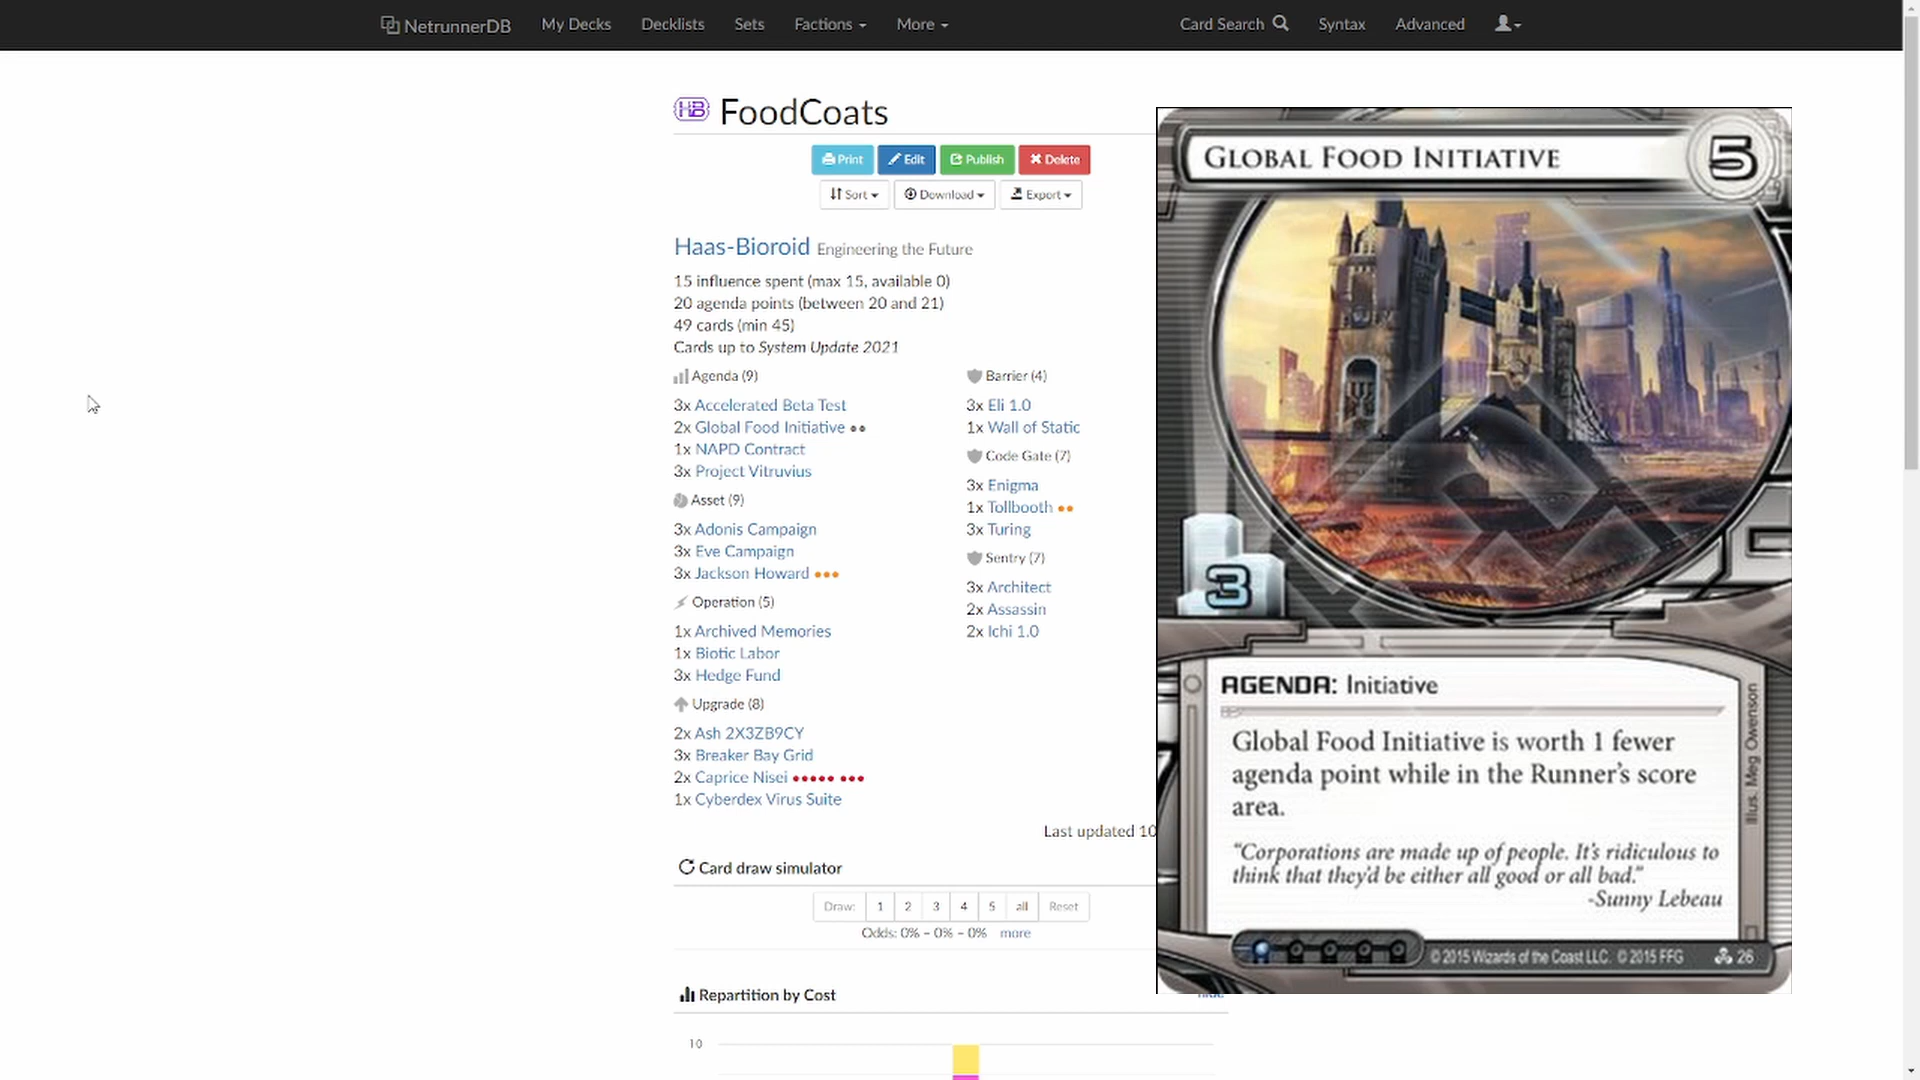 NetrunnerDB My Decks Decklists Sets Factions More Card Search Syntax Advanced
HB FoodCoats
Print Edit Publish Delete
Sort Download Export
Haas-Bioroid Engineering the Future
15 influence spent (max 15, available 0)
20 agenda points (between 20 and 21)
49 cards (min 45)
Cards up to System Update 2021
Agenda (9)
3x Accelerated Beta Test
2x Global Food Initiative ●●
1x NAPD Contract
3x Project Vitruvius
Asset (9)
3x Adonis Campaign
3x Eve Campaign
3x Jackson Howard ●●●
Operation (5)
1x Archived Memories
1x Biotic Labor
3x Hedge Fund
Upgrade (8)
2x Ash 2X3ZB9CY
3x Breaker Bay Grid
2x Caprice Nisei ●●●●● ●●●
1x Cyberdex Virus Suite
Barrier (4)
3x Eli 1.0
1x Wall of Static
Code Gate (7)
3x Enigma
1x Tollbooth ●●
3x Turing
Sentry (7)
3x Architect
2x Assassin
2x Ichi 1.0
Last updated 10
Card draw simulator
Draw: 1 2 3 4 5 all Reset
Odds: 0% – 0% – 0% more
Repartition by Cost
10
Global Food Initiative 5
3
AGENDA: Initiative
Global Food Initiative is worth 1 fewer
agenda point while in the Runner's score
area.
"Corporations are made up of people. It's ridiculous to
think that they'd be either all good or all bad."
-Sunny Lebeau
Illus. Meg Owenson
© 2015 Wizards of the Coast LLC. © 2015 FFG 26